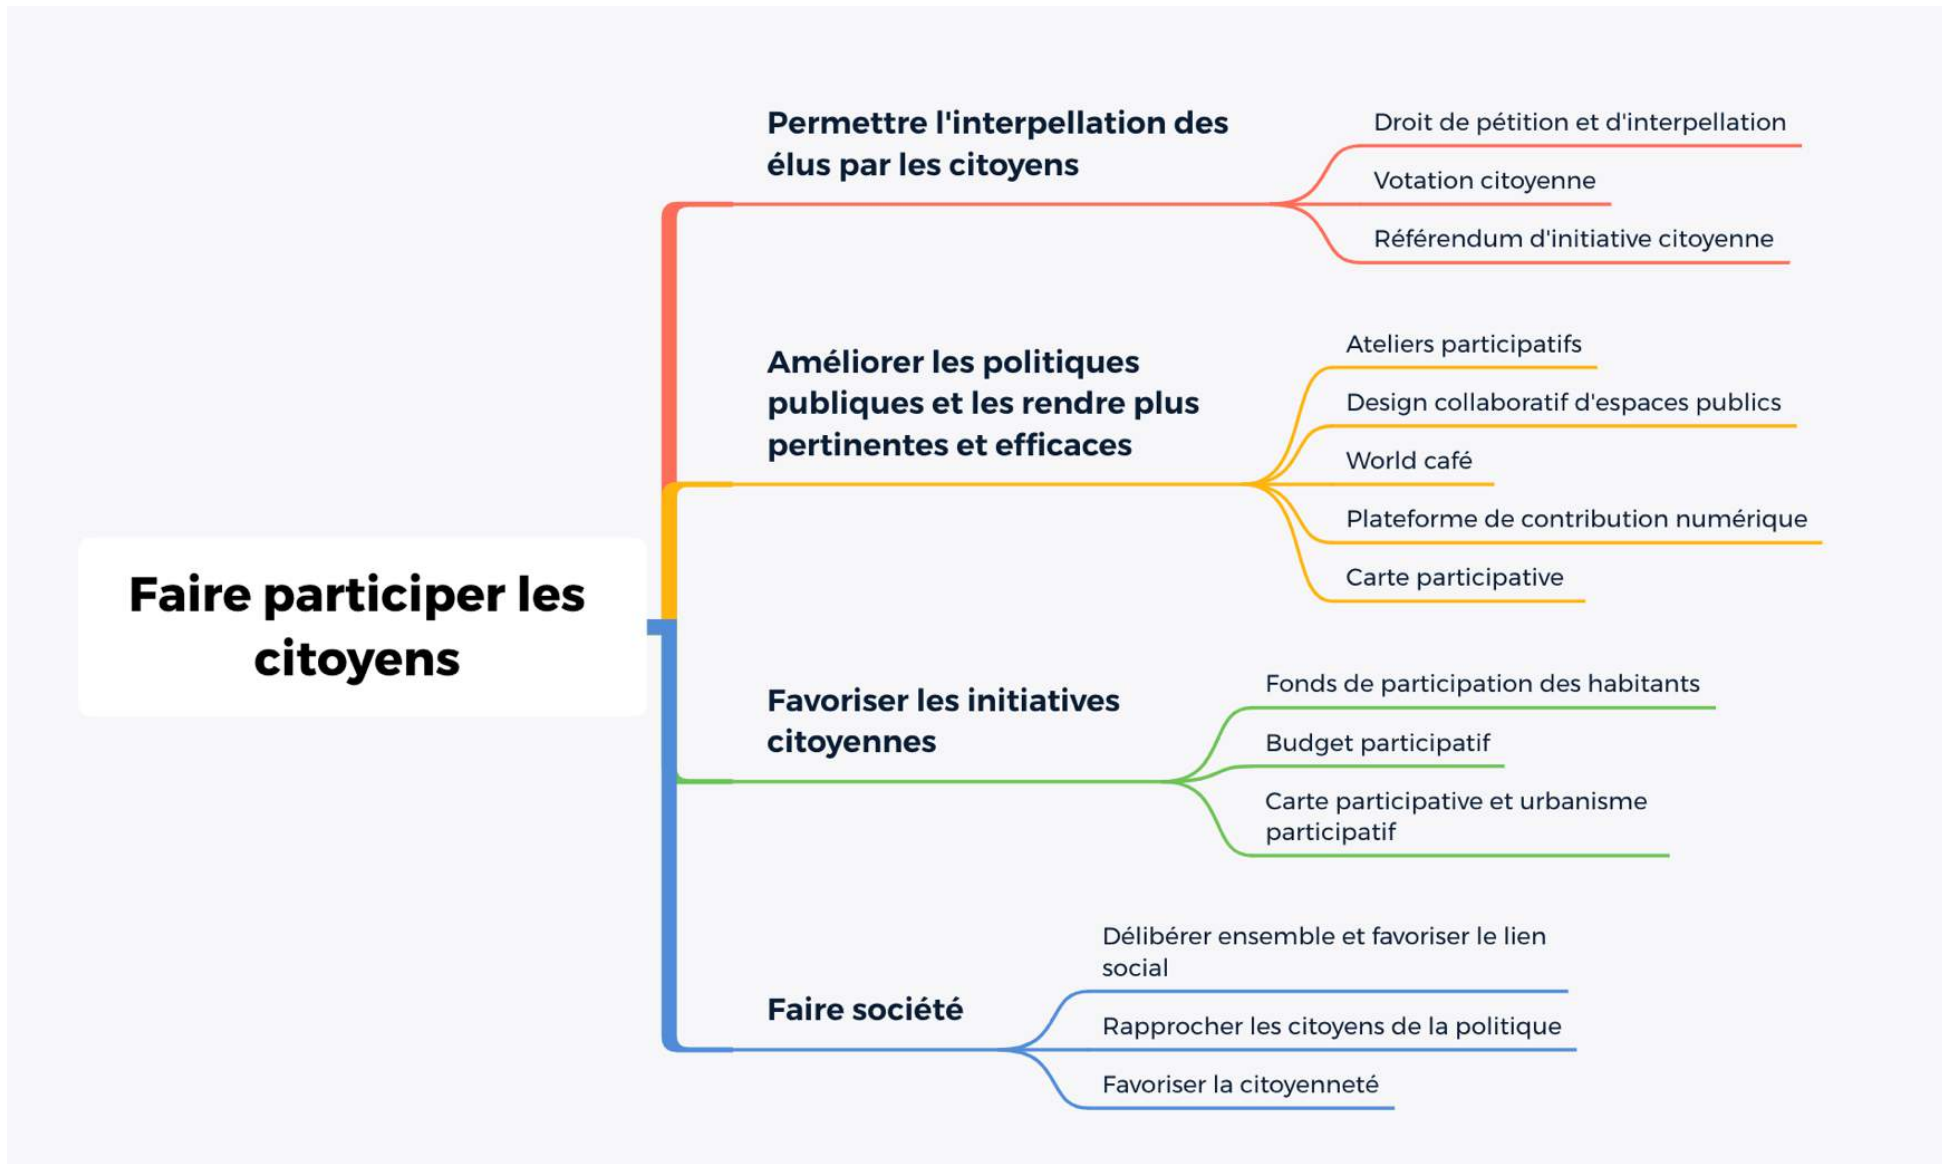 Faire participer les
citoyens
Permettre l'interpellation des
élus par les citoyens
Droit de pétition et d'interpellation
Votation citoyenne
Référendum d'initiative citoyenne
Améliorer les politiques
publiques et les rendre plus
pertinentes et efficaces
Ateliers participatifs
Design collaboratif d'espaces publics
World café
Plateforme de contribution numérique
Carte participative
Favoriser les initiatives
citoyennes
Fonds de participation des habitants
Budget participatif
Carte participative et urbanisme
participatif
Faire société
Délibérer ensemble et favoriser le lien
social
Rapprocher les citoyens de la politique
Favoriser la citoyenneté